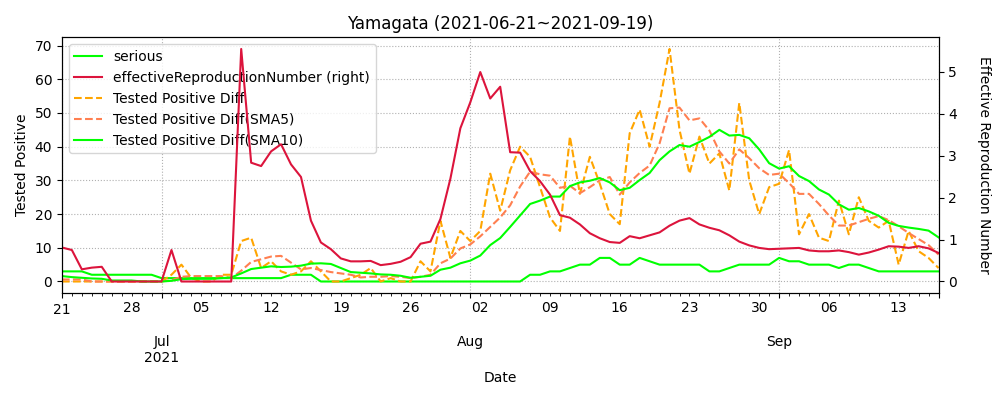 Yamagata (2021-06-21~2021-09-19)
serious
effectiveReproductionNumber (right)
Tested Positive Diff
Tested Positive Diff(SMA5)
Tested Positive Diff(SMA10)
Tested Positive
70
60
50
40
30
20
10
0
5
4
3
2
1
0
Effective Reproduction Number
21 28 05 12 19 26 02 09 16 23 30 06 13
Jul Aug Sep
2021
Date